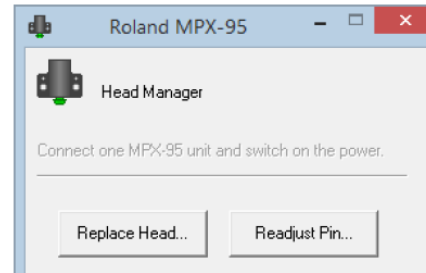 Roland MPX-95
Head Manager
Connect one MPX-95 unit and switch on the power.
Replace Head...
Readjust Pin...